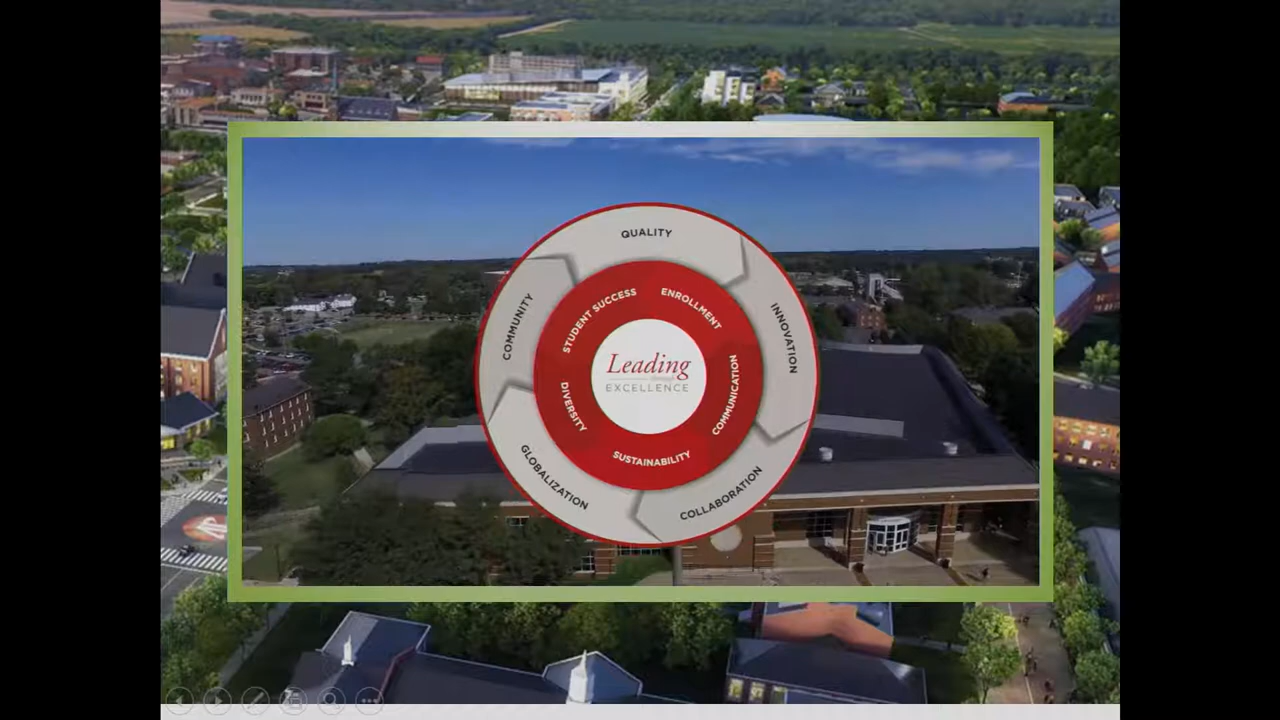 QUALITY
INNOVATION
COLLABORATION
GLOBALIZATION
COMMUNITY
STUDENT SUCCESS
ENROLLMENT
COMMUNICATION
SUSTAINABILITY
DIVERSITY
Leading
EXCELLENCE